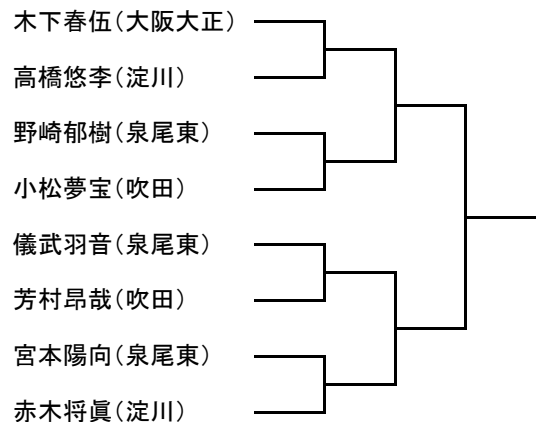 木下春伍(大阪大正)
高橋悠李(淀川)
野崎郁樹(泉尾東)
小松夢宝(吹田)
儀武羽音(泉尾東)
芳村昂哉(吹田)
宮本陽向(泉尾東)
赤木将眞(淀川)